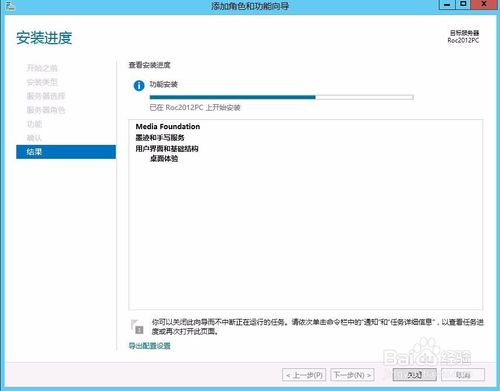 添加角色和功能向导
安装进度
目标服务器
Roc2012PC
开始之前
安装类型
服务器选择
服务器角色
功能
确认
结果
查看安装进度
功能安装
已在 Roc2012PC 上开始安装
Media Foundation
墨迹和手写服务
用户界面和基础结构
桌面体验
你可以关闭此向导而不中断正在运行的任务。请依次单击命令栏中的“通知”和“任务详细信息”，以查看任务进
度或再次打开此页面。
导出配置设置
< 上一步(P) 下一步(N) > 关闭 取消
Baidu 经验